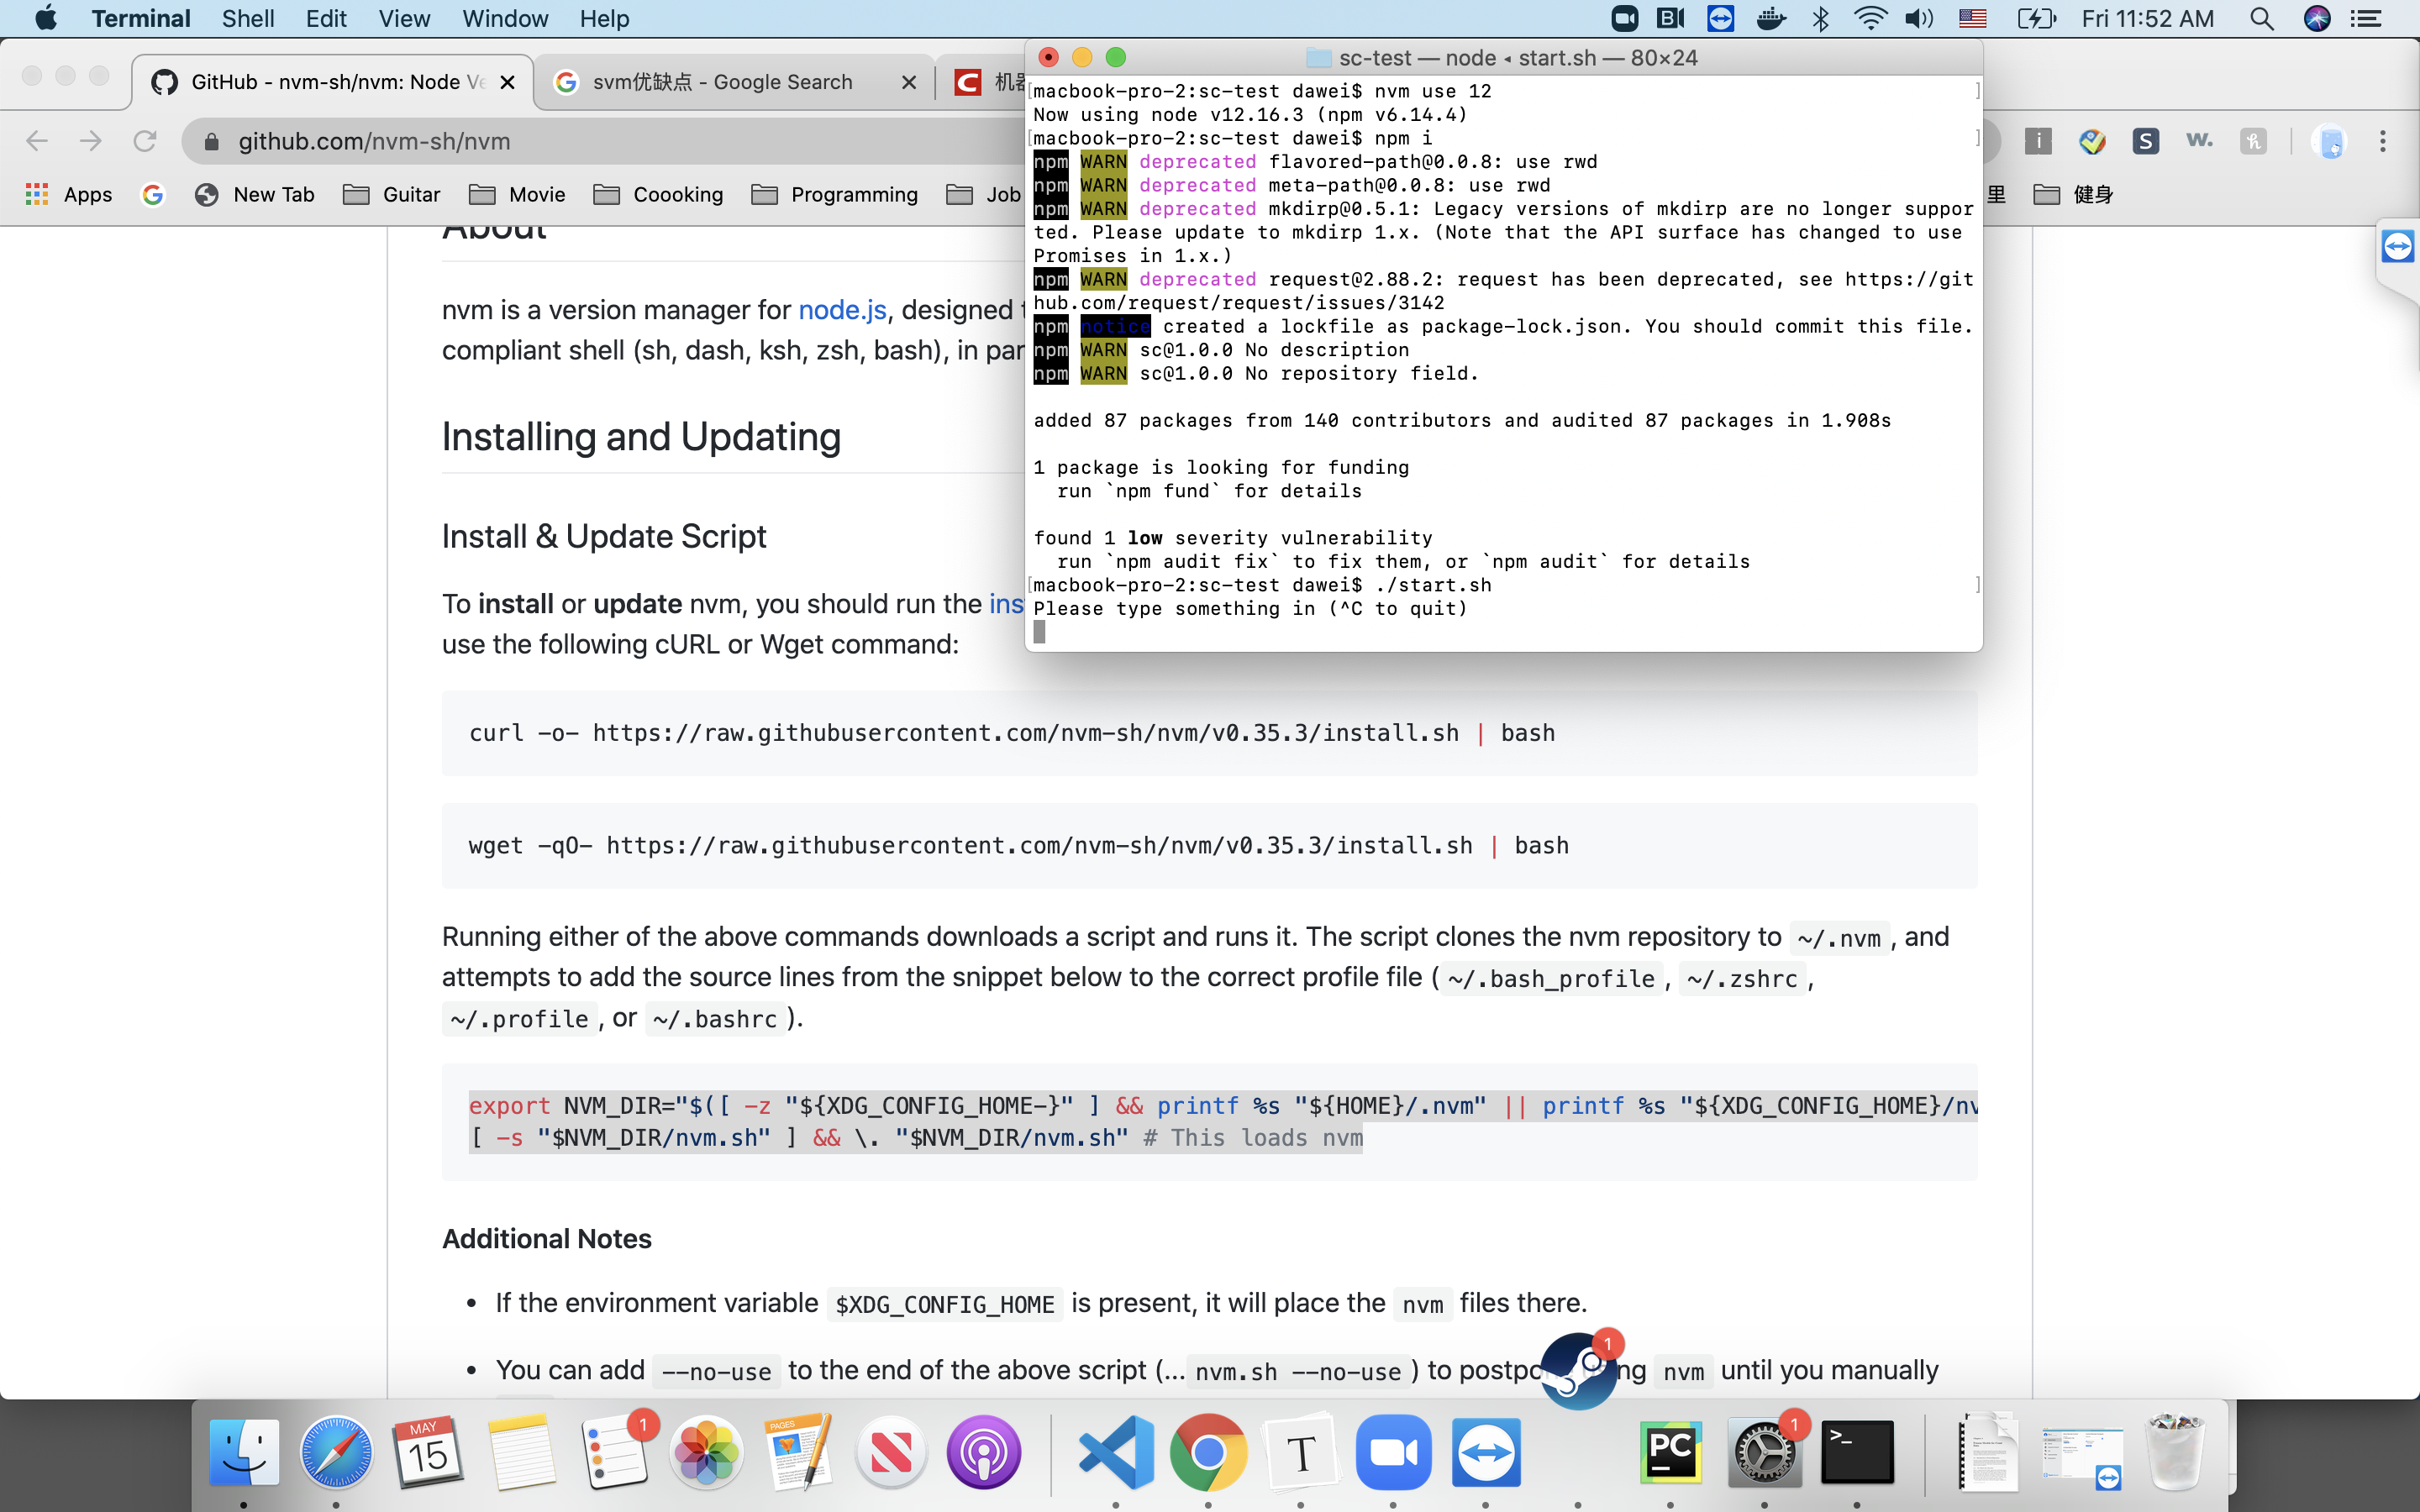 Terminal Shell Edit View Window Help Fri 11:52 AM
GitHub - nvm-sh/nvm: Node Ve
svm优缺点 - Google Search
机器
github.com/nvm-sh/nvm
Apps New Tab Guitar Movie Coooking Programming Job 里 健身
sc-test — node ◂ start.sh — 80×24
macbook-pro-2:sc-test dawei$ nvm use 12
Now using node v12.16.3 (npm v6.14.4)
macbook-pro-2:sc-test dawei$ npm i
npm WARN deprecated flavored-path@0.0.8: use rwd
npm WARN deprecated meta-path@0.0.8: use rwd
npm WARN deprecated mkdirp@0.5.1: Legacy versions of mkdirp are no longer suppor
ted. Please update to mkdirp 1.x. (Note that the API surface has changed to use
Promises in 1.x.)
npm WARN deprecated request@2.88.2: request has been deprecated, see https://git
hub.com/request/request/issues/3142
npm notice created a lockfile as package-lock.json. You should commit this file.
npm WARN sc@1.0.0 No description
npm WARN sc@1.0.0 No repository field.
added 87 packages from 140 contributors and audited 87 packages in 1.908s
1 package is looking for funding
run `npm fund` for details
found 1 low severity vulnerability
run `npm audit fix` to fix them, or `npm audit` for details
macbook-pro-2:sc-test dawei$ ./start.sh
Please type something in (^C to quit)
About
nvm is a version manager for node.js, designed
compliant shell (sh, dash, ksh, zsh, bash), in par
Installing and Updating
Install & Update Script
To install or update nvm, you should run the ins
use the following cURL or Wget command:
curl -o- https://raw.githubusercontent.com/nvm-sh/nvm/v0.35.3/install.sh | bash
wget -qO- https://raw.githubusercontent.com/nvm-sh/nvm/v0.35.3/install.sh | bash
Running either of the above commands downloads a script and runs it. The script clones the nvm repository to ~/.nvm, and
attempts to add the source lines from the snippet below to the correct profile file (~/.bash_profile, ~/.zshrc,
~/.profile, or ~/.bashrc).
export NVM_DIR="$([ -z "${XDG_CONFIG_HOME-}" ] && printf %s "${HOME}/.nvm" || printf %s "${XDG_CONFIG_HOME}/nv
[ -s "$NVM_DIR/nvm.sh" ] && \. "$NVM_DIR/nvm.sh" # This loads nvm
Additional Notes
• If the environment variable $XDG_CONFIG_HOME is present, it will place the nvm files there.
• You can add --no-use to the end of the above script (... nvm.sh --no-use) to postpo ng nvm until you manually
1
MAY
15
1
PAGES
T
PC
1
>_